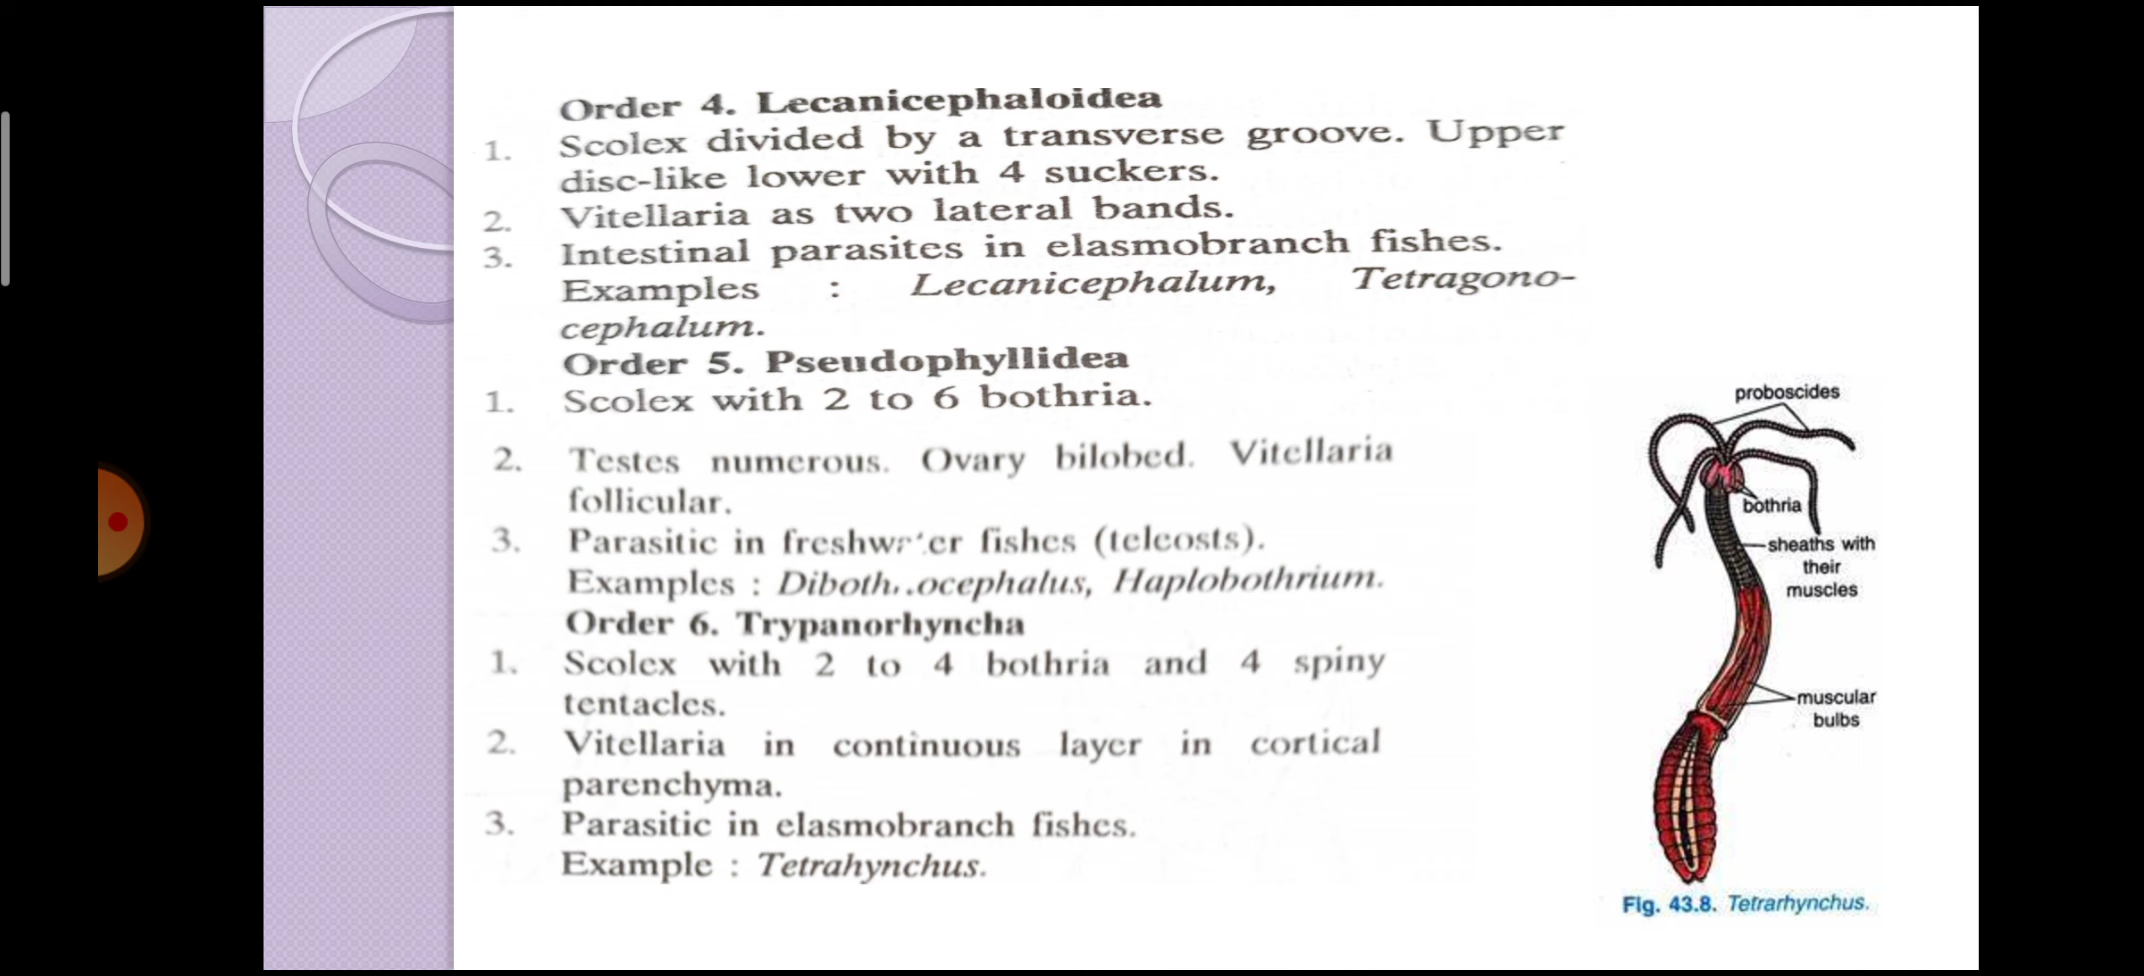 Order 4. Lecanicephaloidea
1. Scolex divided by a transverse groove. Upper
disc-like lower with 4 suckers.
2. Vitellaria as two lateral bands.
3. Intestinal parasites in elasmobranch fishes.
Examples : Lecanicephalum, Tetragono-
cephalum.
Order 5. Pseudophyllidea
1. Scolex with 2 to 6 bothria.
2. Testes numerous. Ovary bilobed. Vitellaria
follicular.
3. Parasitic in fishes (teleosts).
Examples : Haplobothrium.
Order 6. Trypanorhyncha
1. Scolex with 2 to 4 bothria and 4 spiny
tentacles.
2. Vitellaria in continuous layer in cortical
parenchyma.
3. Parasitic in elasmobranch fishes.
Example : Tetrahynchus.
proboscides
bothria
sheaths with
their
muscles
muscular
bulbs
Fig. 43.8. Tetrarhynchus.